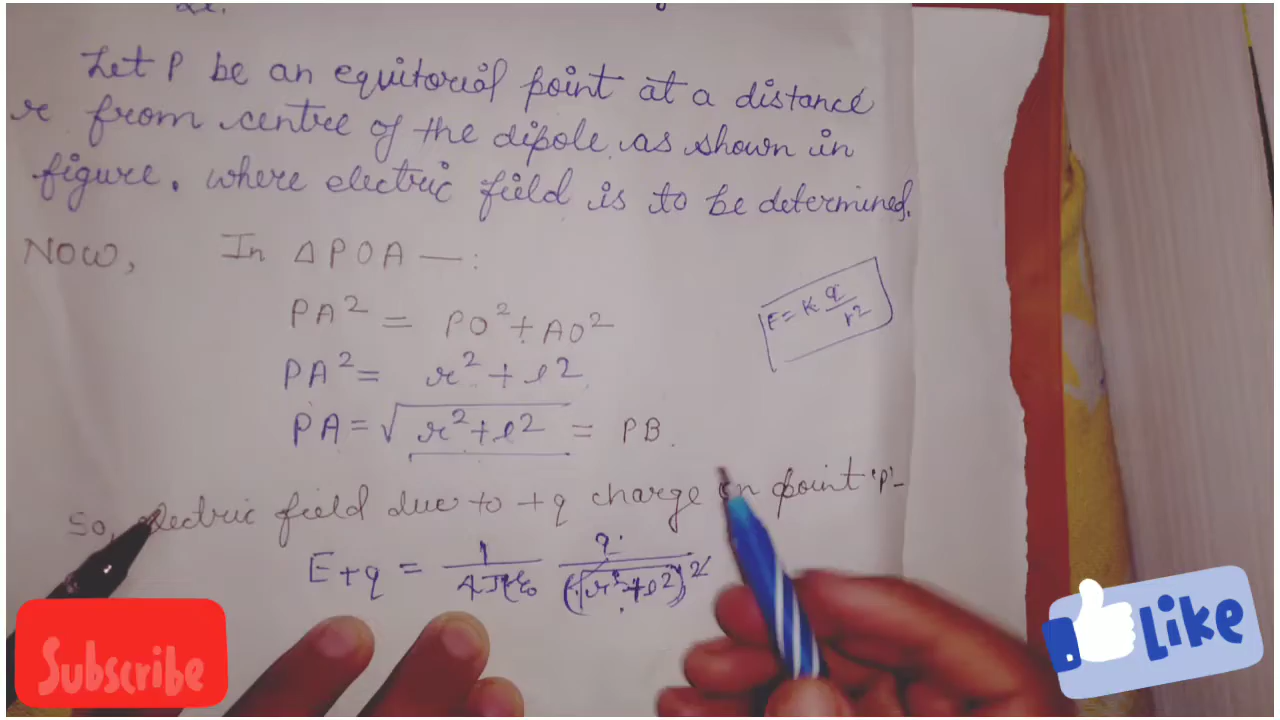 Let P be an equitorial point at a distance
r from centre of the dipole as shown in
figure. where electric field is to be determined.
NOW, In △POA —:
PA² = PO² + AO²
E = K q/r²
PA² = r² + l²
PA = √(r² + l²) = PB.
So, electric field due to +q charge on point 'P'-
E+q = 1/4πε₀ q/(√r²+l²)²
Subscribe
Like